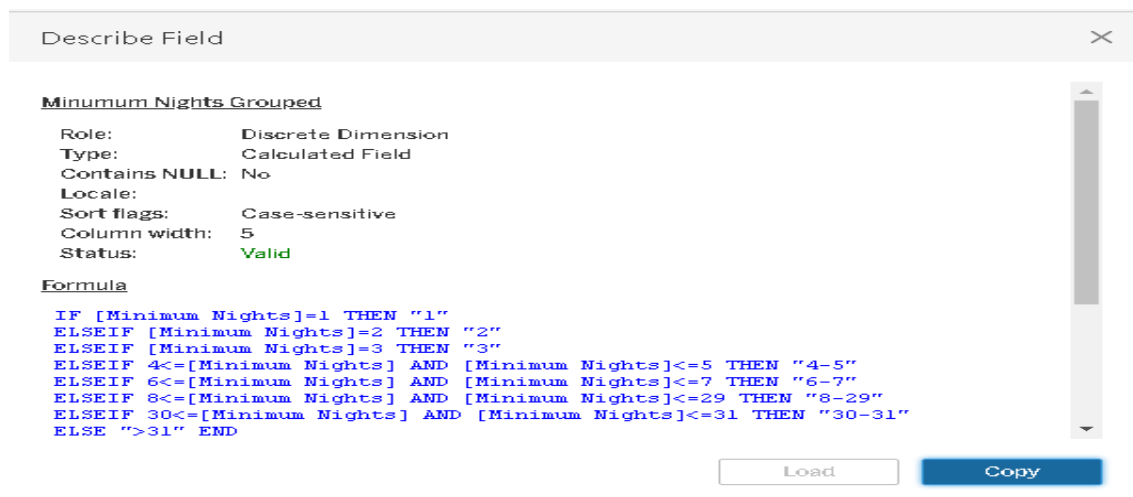 Describe Field
Minumum Nights Grouped
Role: Discrete Dimension
Type: Calculated Field
Contains NULL: No
Locale:
Sort flags: Case-sensitive
Column width: 5
Status: Valid
Formula
IF [Minimum Nights]=1 THEN "1"
ELSEIF [Minimum Nights]=2 THEN "2"
ELSEIF [Minimum Nights]=3 THEN "3"
ELSEIF 4<=[Minimum Nights] AND [Minimum Nights]<=5 THEN "4-5"
ELSEIF 6<=[Minimum Nights] AND [Minimum Nights]<=7 THEN "6-7"
ELSEIF 8<=[Minimum Nights] AND [Minimum Nights]<=29 THEN "8-29"
ELSEIF 30<=[Minimum Nights] AND [Minimum Nights]<=31 THEN "30-31"
ELSE ">31" END
Load Copy